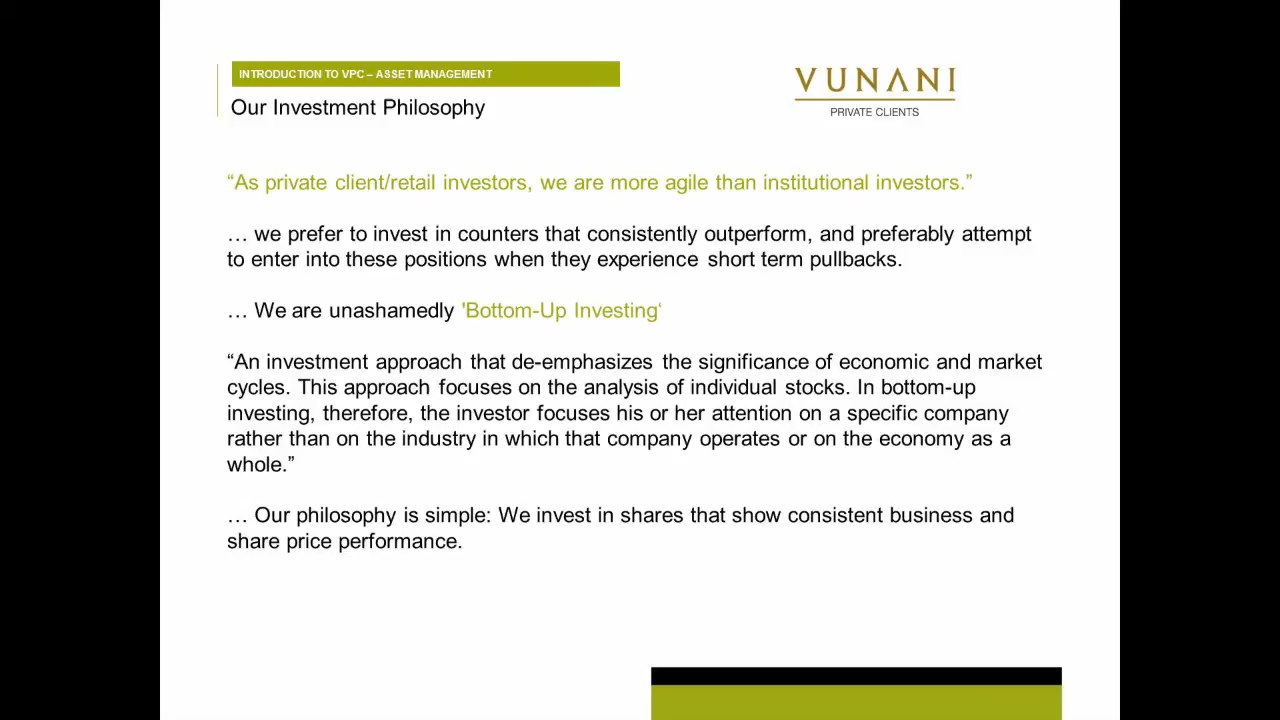 INTRODUCTION TO VPC – ASSET MANAGEMENT
Our Investment Philosophy
VUNANI
PRIVATE CLIENTS
“As private client/retail investors, we are more agile than institutional investors.”
… we prefer to invest in counters that consistently outperform, and preferably attempt
to enter into these positions when they experience short term pullbacks.
… We are unashamedly 'Bottom-Up Investing‘
“An investment approach that de-emphasizes the significance of economic and market
cycles. This approach focuses on the analysis of individual stocks. In bottom-up
investing, therefore, the investor focuses his or her attention on a specific company
rather than on the industry in which that company operates or on the economy as a
whole.”
… Our philosophy is simple: We invest in shares that show consistent business and
share price performance.